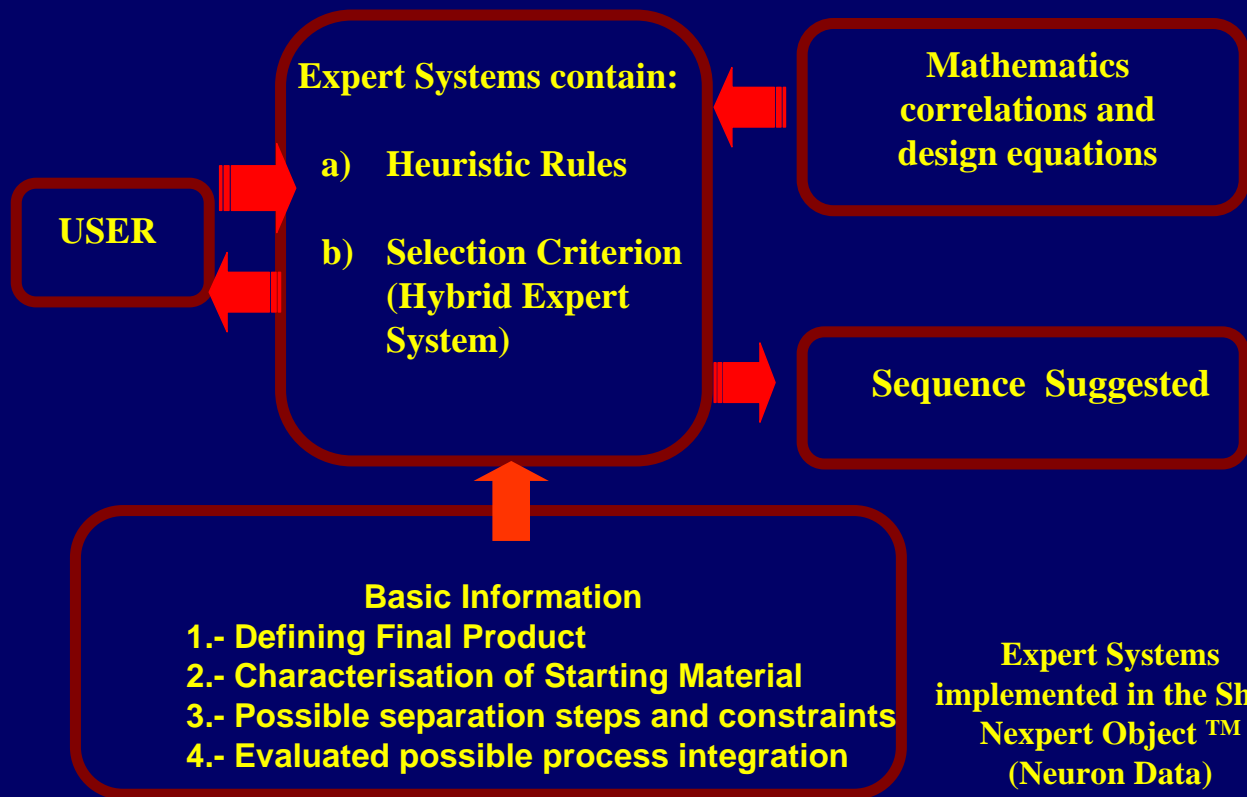 Expert Systems contain:
a) Heuristic Rules
b) Selection Criterion
(Hybrid Expert
System)
USER
Mathematics
correlations and
design equations
Sequence Suggested
Basic Information
1.- Defining Final Product
2.- Characterisation of Starting Material
3.- Possible separation steps and constraints
4.- Evaluated possible process integration
Expert Systems
implemented in the
Nexpert Object TM
(Neuron Data)